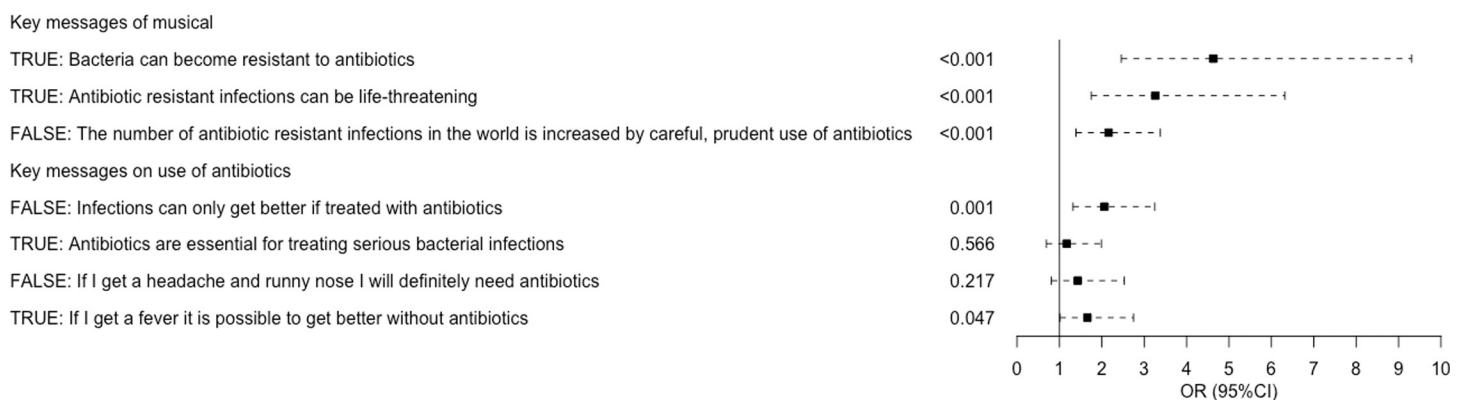 Key messages of musical
TRUE: Bacteria can become resistant to antibiotics <0.001
TRUE: Antibiotic resistant infections can be life-threatening <0.001
FALSE: The number of antibiotic resistant infections in the world is increased by careful, prudent use of antibiotics <0.001
Key messages on use of antibiotics
FALSE: Infections can only get better if treated with antibiotics 0.001
TRUE: Antibiotics are essential for treating serious bacterial infections 0.566
FALSE: If I get a headache and runny nose I will definitely need antibiotics 0.217
TRUE: If I get a fever it is possible to get better without antibiotics 0.047
0 1 2 3 4 5 6 7 8 9 10
OR (95%CI)